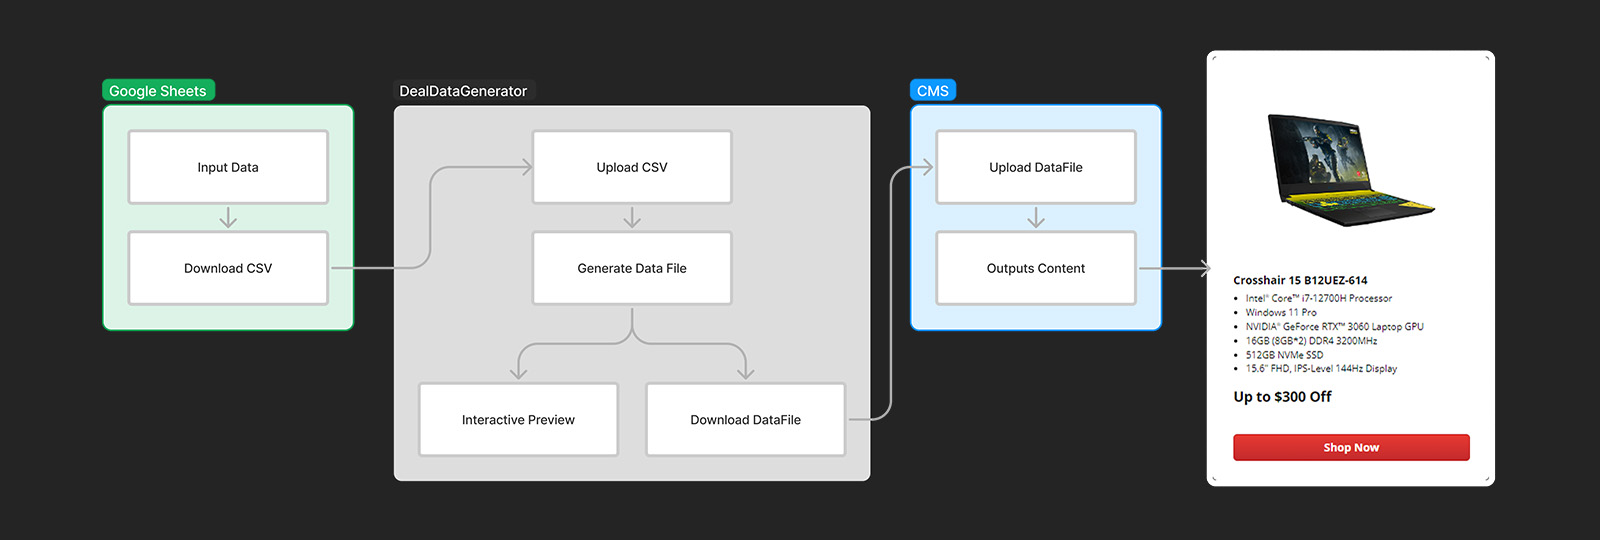 Google Sheets
Input Data
Download CSV
DealDataGenerator
Upload CSV
Generate Data File
Interactive Preview
Download DataFile
CMS
Upload DataFile
Outputs Content
Crosshair 15 B12UEZ-614
• Intel® Core™ i7-12700H Processor
• Windows 11 Pro
• NVIDIA® GeForce RTX™ 3060 Laptop GPU
• 16GB (8GB*2) DDR4 3200MHz
• 512GB NVMe SSD
• 15.6" FHD, IPS-Level 144Hz Display
Up to $300 Off
Shop Now